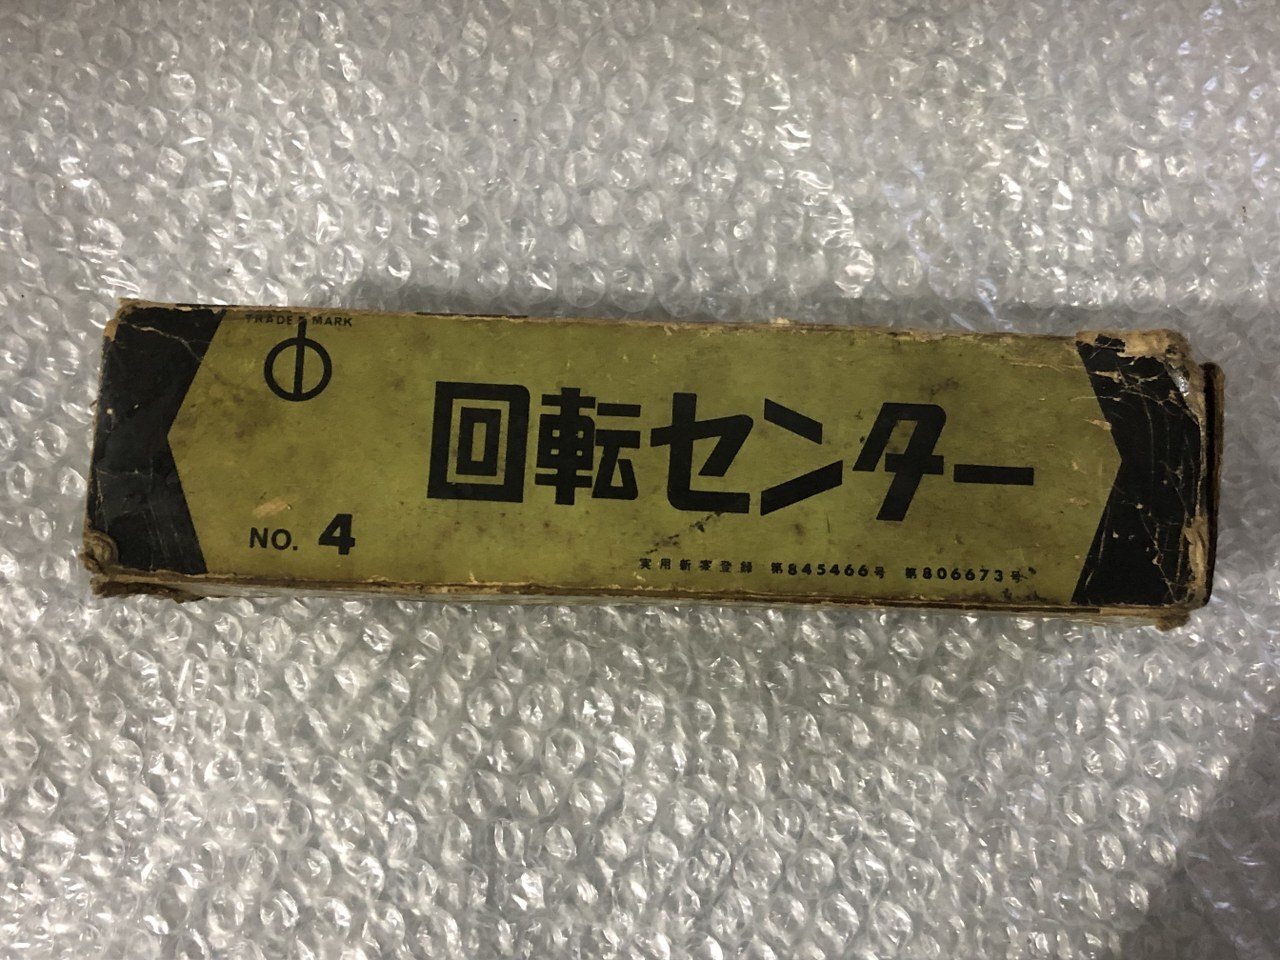 TRADE MARK
回転センター
NO. 4
実用新案登録 第845466号 第806673号